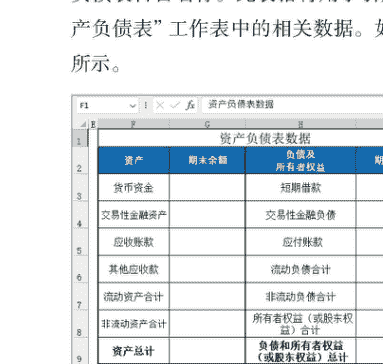 产负债表”工作表中的相关数据。
所示。
F1 fx 资产负债表数据
E F G H
1 资产负债表数据
2 资产 期末余额 负债及
所有者权益
3 货币资金 短期借款
4 交易性金融资产 交易性金融负债
5 应收账款 应付账款
6 其他应收款 流动负债合计
7 流动资产合计 非流动负债合计
8 非流动资产合计 所有者权益（或股东权
益）合计
9 资产总计 负债和所有者权益
（或股东权益）总计